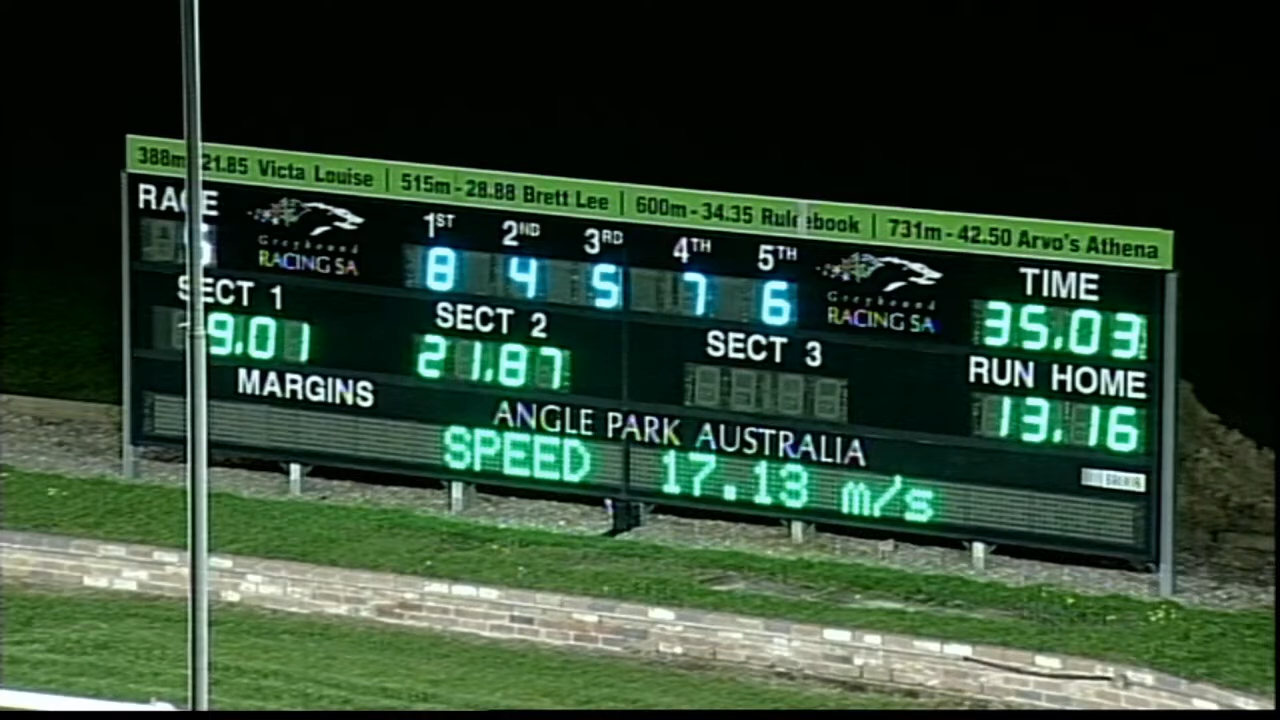 388m 21.85 Victa Louise | 515m - 28.88 Brett Lee | 600m - 34.35 Rulebook | 731m - 42.50 Arvo's Athena
RACE 1ST 2ND 3RD 4TH 5TH TIME
Greyhound RACING SA 8 4 5 7 6 Greyhound RACING SA 35.03
SECT 1 SECT 2 SECT 3 RUN HOME
9.01 21.87 13.16
MARGINS ANGLE PARK AUSTRALIA
SPEED 17.13 m/s